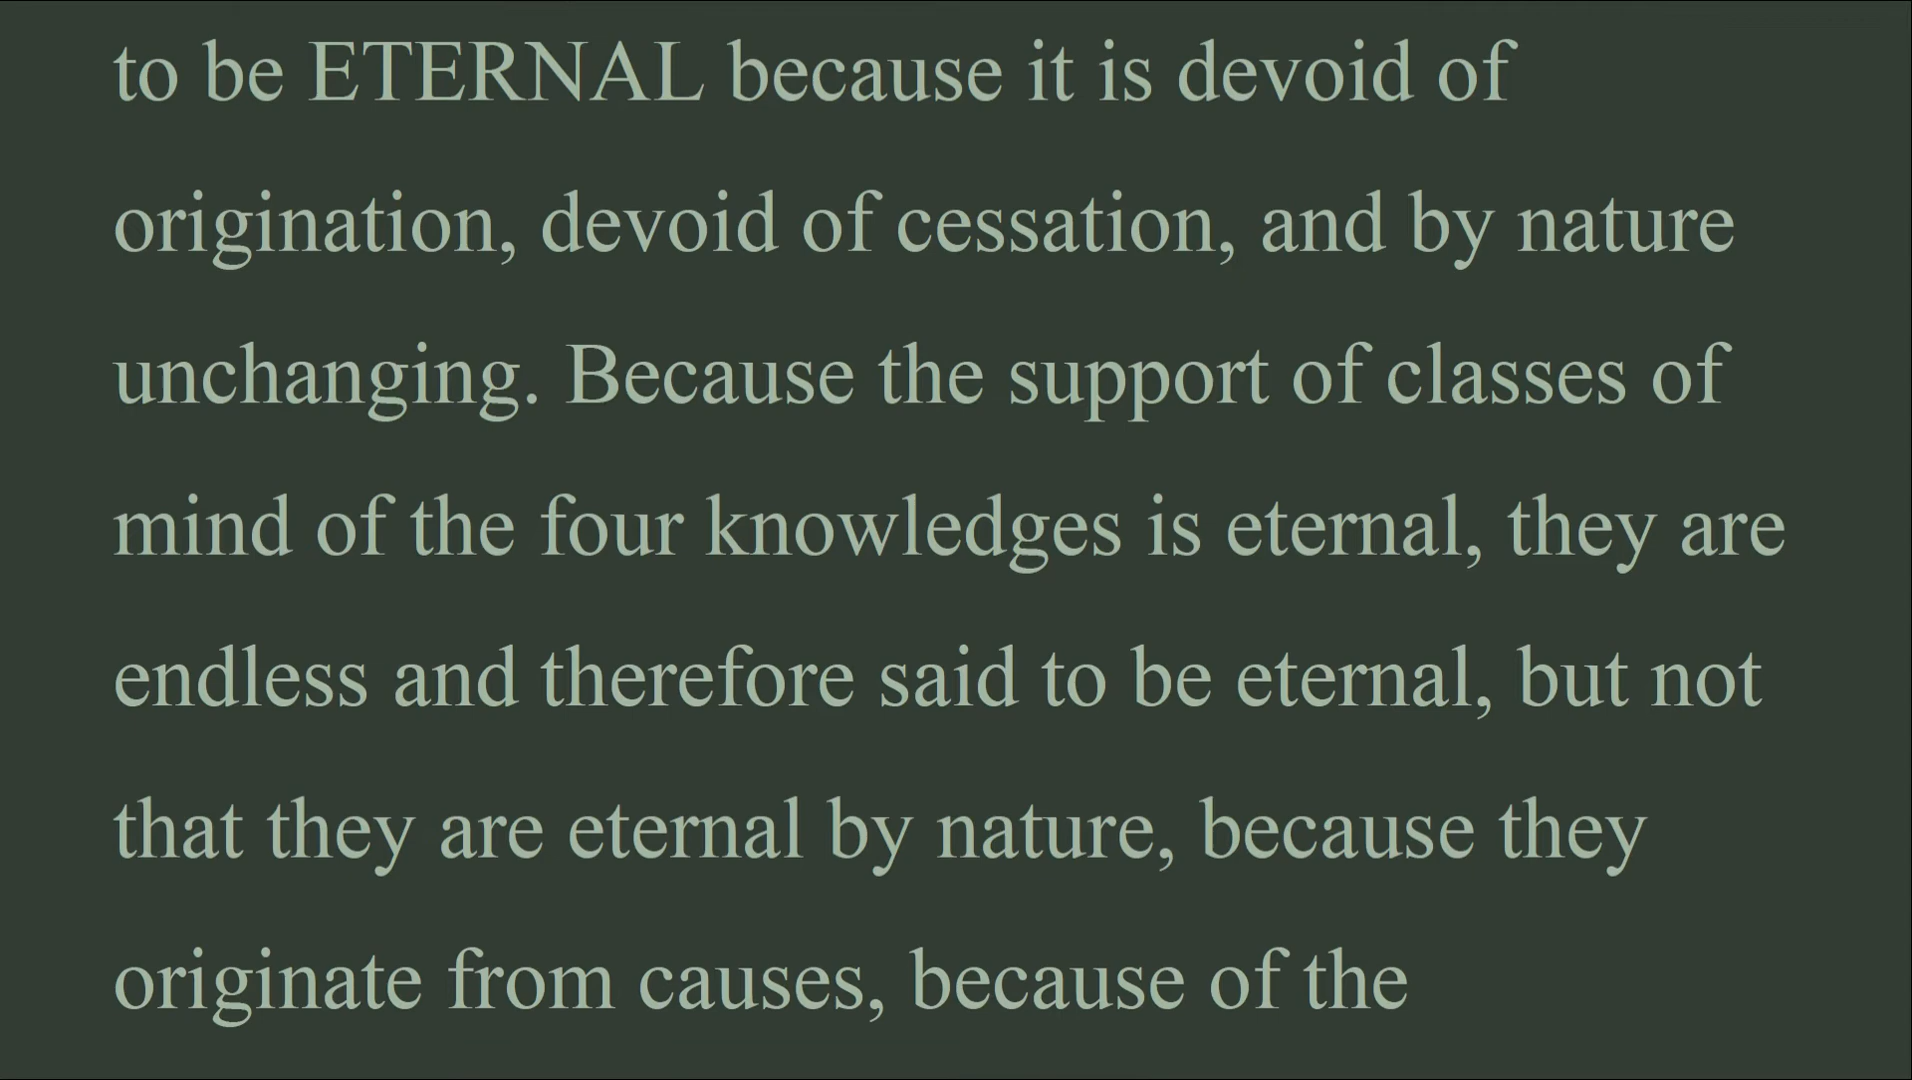 to be ETERNAL because it is devoid of
origination, devoid of cessation, and by nature
unchanging. Because the support of classes of
mind of the four knowledges is eternal, they are
endless and therefore said to be eternal, but not
that they are eternal by nature, because they
originate from causes, because of the